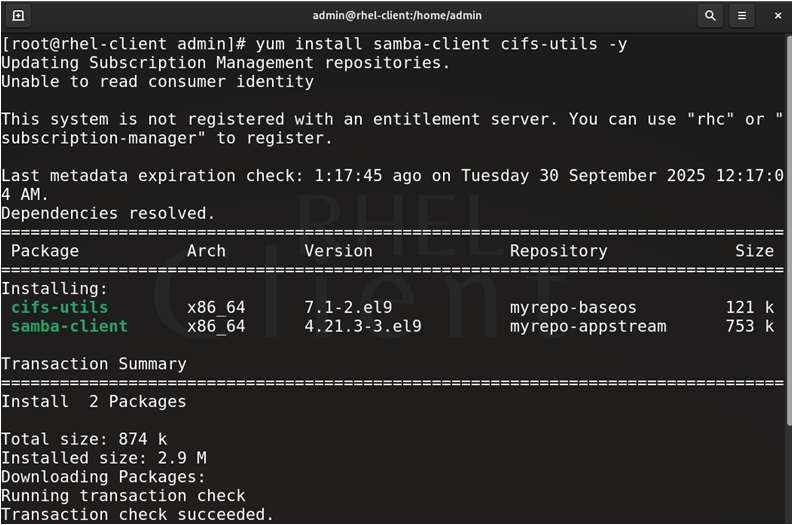 admin@rhel-client:/home/admin
[root@rhel-client admin]# yum install samba-client cifs-utils -y
Updating Subscription Management repositories.
Unable to read consumer identity
This system is not registered with an entitlement server. You can use "rhc" or "
subscription-manager" to register.
Last metadata expiration check: 1:17:45 ago on Tuesday 30 September 2025 12:17:0
4 AM.
Dependencies resolved.
================================================================================
Package Arch Version Repository Size
================================================================================
Installing:
cifs-utils x86_64 7.1-2.el9 myrepo-baseos 121 k
samba-client x86_64 4.21.3-3.el9 myrepo-appstream 753 k
Transaction Summary
================================================================================
Install  2 Packages
Total size: 874 k
Installed size: 2.9 M
Downloading Packages:
Running transaction check
Transaction check succeeded.
RHEL
Client